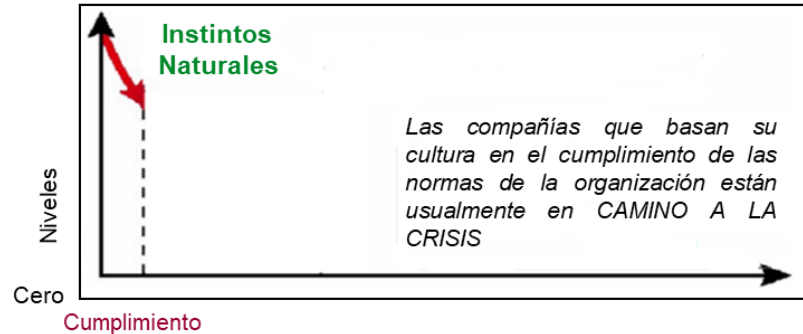 Instintos
Naturales
Las compañías que basan su
cultura en el cumplimiento de las
normas de la organización están
usualmente en CAMINO A LA
CRISIS
Niveles
Cero
Cumplimiento